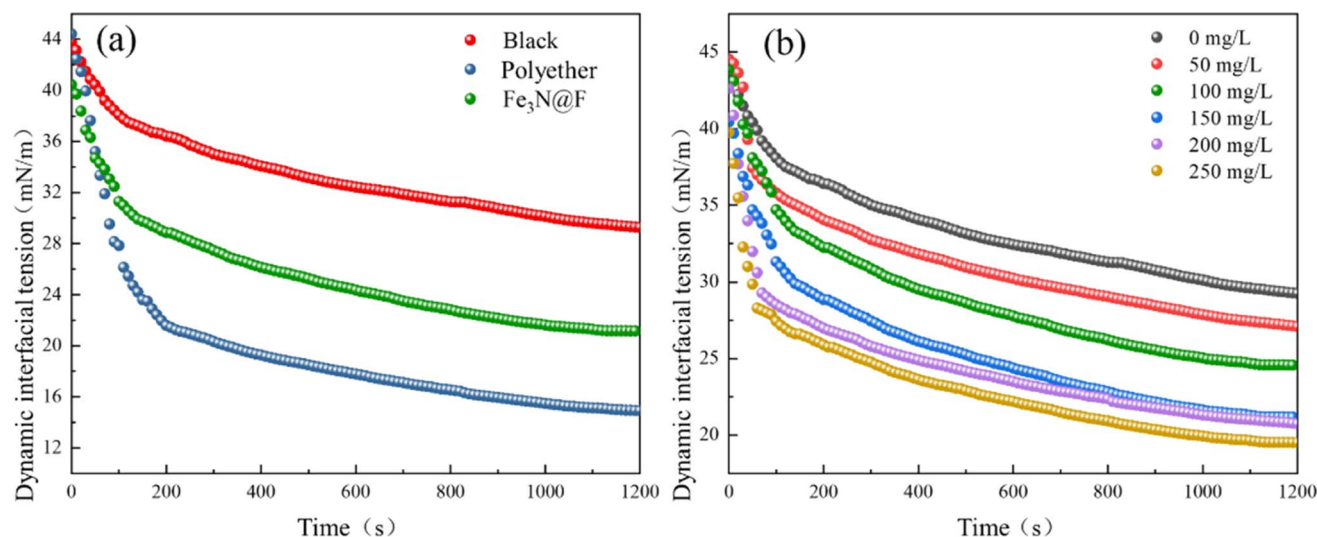 (a)
Black
Polyether
Fe₃N@F
Dynamic interfacial tension（mN/m）
44
40
36
32
28
24
20
16
12
0
200
400
600
800
1000
1200
Time（s）
(b)
0 mg/L
50 mg/L
100 mg/L
150 mg/L
200 mg/L
250 mg/L
Dynamic interfacial tension（mN/m）
45
40
35
30
25
20
0
200
400
600
800
1000
1200
Time（s）